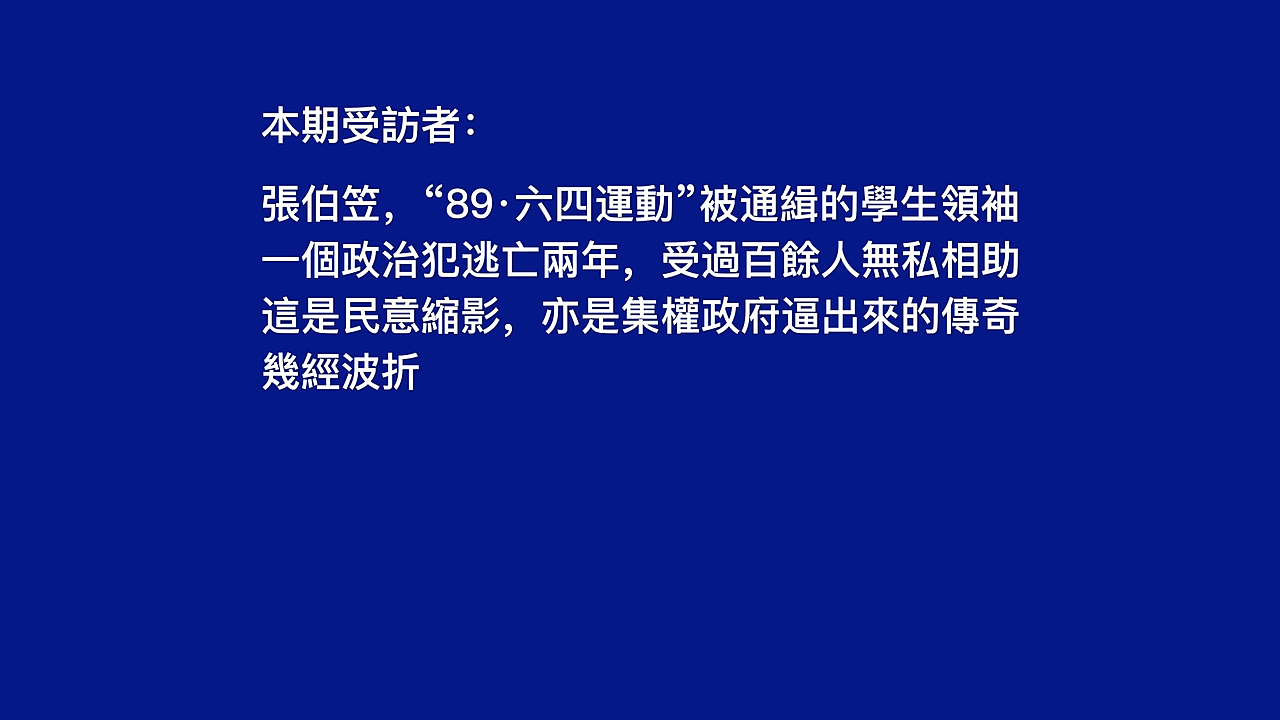 本期受訪者：
張伯笠，“89·六四運動”被通緝的學生領袖
一個政治犯逃亡兩年，受過百餘人無私相助
這是民意縮影，亦是集權政府逼出來的傳奇
幾經波折